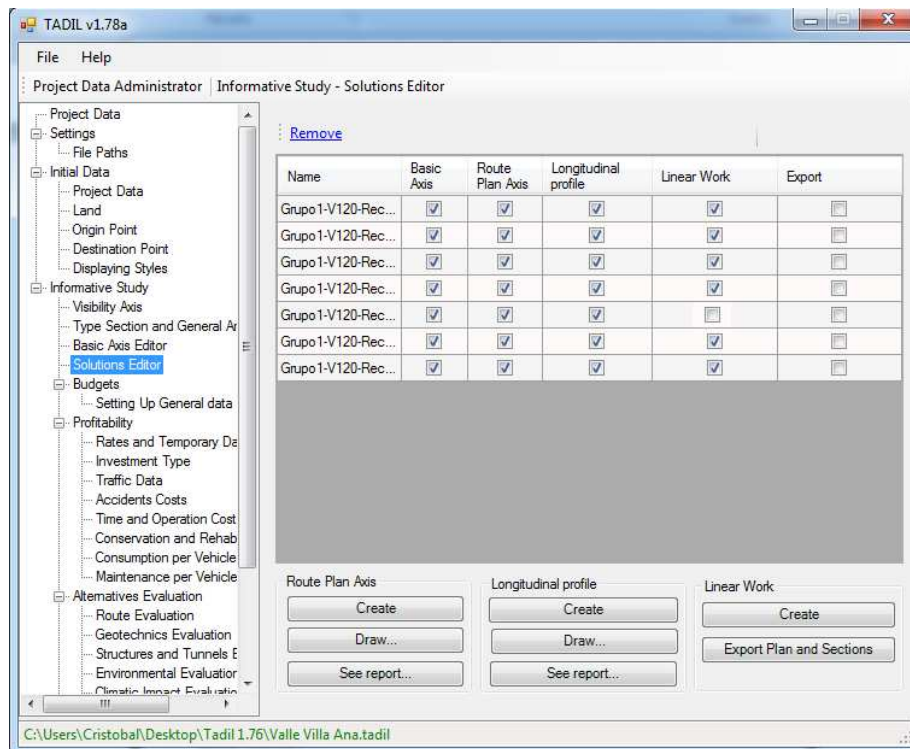 TADIL v1.78a
File Help
Project Data Administrator Informative Study - Solutions Editor
Project Data
Settings
File Paths
Initial Data
Project Data
Land
Origin Point
Destination Point
Displaying Styles
Informative Study
Visibility Axis
Type Section and General Ar
Basic Axis Editor
Solutions Editor
Budgets
Setting Up General data
Profitability
Rates and Temporary Da
Investment Type
Traffic Data
Accidents Costs
Time and Operation Cost
Conservation and Rehab
Consumption per Vehicle
Maintenance per Vehicle
Alternatives Evaluation
Route Evaluation
Geotechnics Evaluation
Structures and Tunnels E
Environmental Evaluation
Climatic Impact Evaluatio
Remove
Name Basic Axis Route Plan Axis Longitudinal profile Linear Work Export
Grupo1-V120-Rec...
Grupo1-V120-Rec...
Grupo1-V120-Rec...
Grupo1-V120-Rec...
Grupo1-V120-Rec...
Grupo1-V120-Rec...
Grupo1-V120-Rec...
Route Plan Axis
Create
Draw...
See report...
Longitudinal profile
Create
Draw...
See report...
Linear Work
Create
Export Plan and Sections
C:\Users\Cristobal\Desktop\Tadil 1.76\Valle Villa Ana.tadil